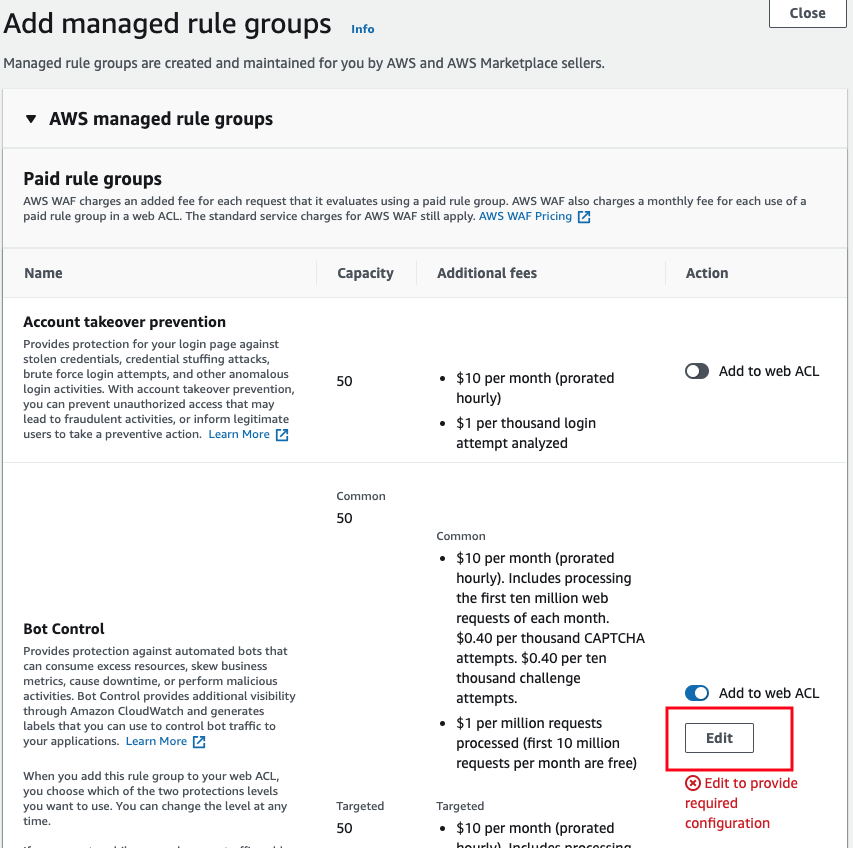 Add managed rule groups Info
Close
Managed rule groups are created and maintained for you by AWS and AWS Marketplace sellers.
AWS managed rule groups
Paid rule groups
AWS WAF charges an added fee for each request that it evaluates using a paid rule group. AWS WAF also charges a monthly fee for each use of a
paid rule group in a web ACL. The standard service charges for AWS WAF still apply. AWS WAF Pricing
Name
Capacity
Additional fees
Action
Account takeover prevention
Provides protection for your login page against
stolen credentials, credential stuffing attacks,
brute force login attempts, and other anomalous
login activities. With account takeover prevention,
you can prevent unauthorized access that may
lead to fraudulent activities, or inform legitimate
users to take a preventive action. Learn More
50
• $10 per month (prorated
hourly)
• $1 per thousand login
attempt analyzed
Add to web ACL
Bot Control
Provides protection against automated bots that
can consume excess resources, skew business
metrics, cause downtime, or perform malicious
activities. Bot Control provides additional visibility
through Amazon CloudWatch and generates
labels that you can use to control bot traffic to
your applications. Learn More
When you add this rule group to your web ACL,
you choose which of the two protections levels
you want to use. You can change the level at any
time.
Common
50
Targeted
50
Common
• $10 per month (prorated
hourly). Includes processing
the first ten million web
requests of each month.
$0.40 per thousand CAPTCHA
attempts. $0.40 per ten
thousand challenge
attempts.
• $1 per million requests
processed (first 10 million
requests per month are free)
Targeted
• $10 per month (prorated
hourly). Includes processing
Add to web ACL
Edit
Edit to provide
required
configuration